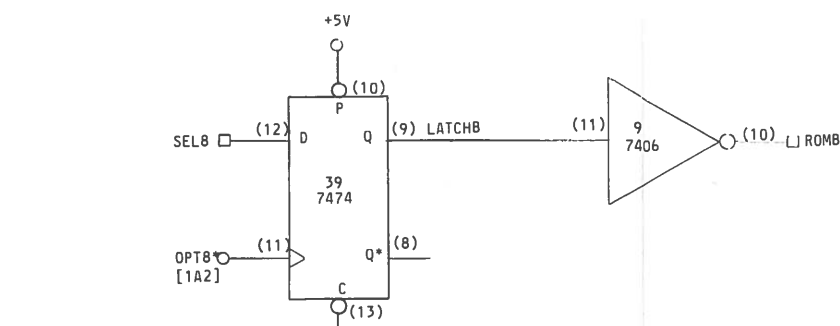 +5V
(10)
P
SEL8
(12)
D
Q
(9) LATCHB
(11)
9
7406
(10)
ROMB
39
7474
OPT8*
[1A2]
(11)
Q*
(8)
C
(13)